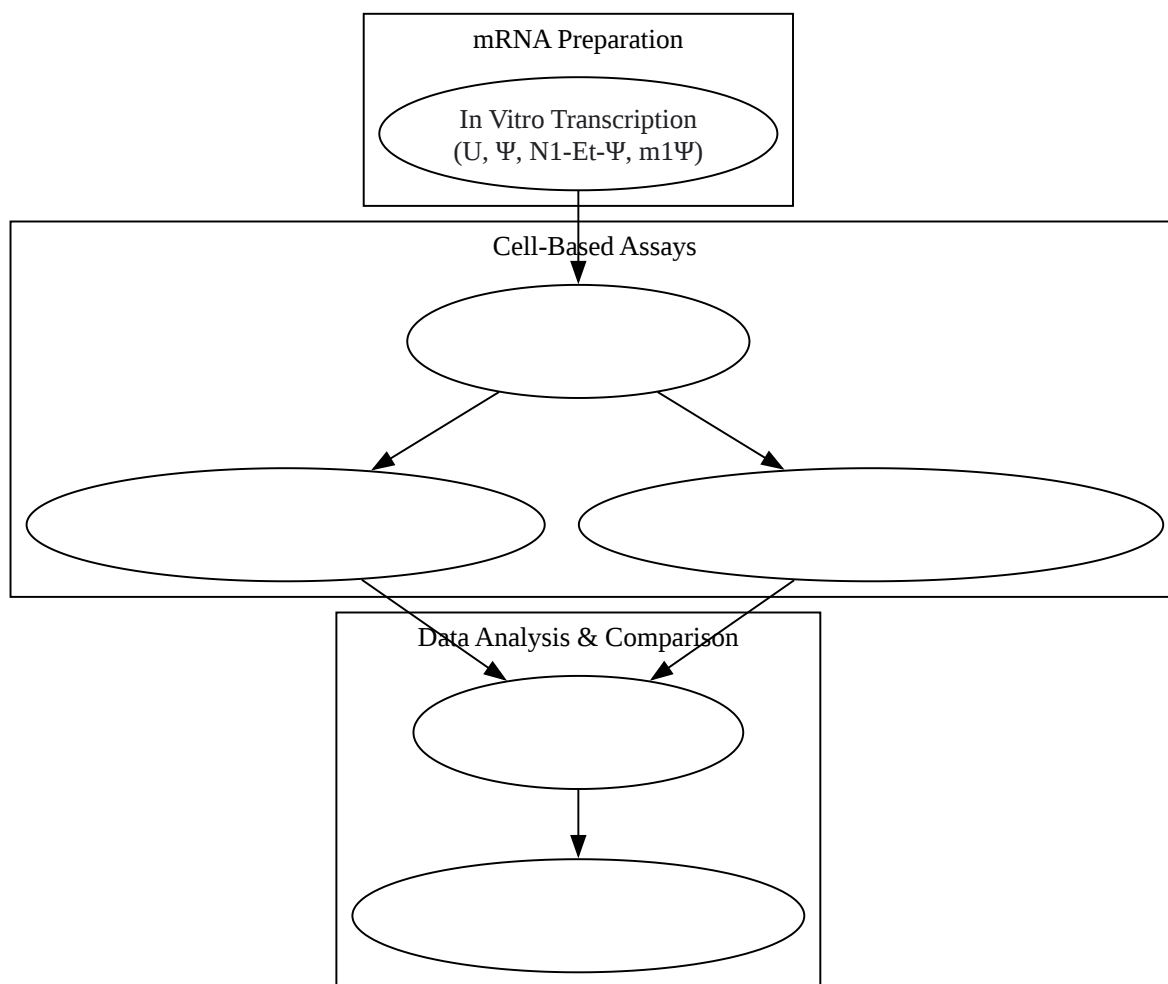 mRNA Preparation
In Vitro Transcription
(U, Ψ, N1-Et-Ψ, m1Ψ)
Cell-Based Assays
Data Analysis & Comparison